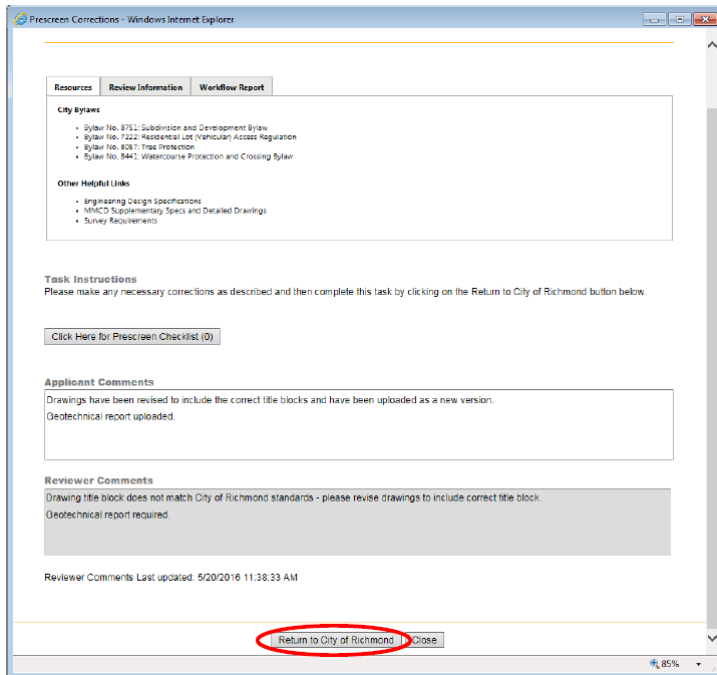 Prescreen Corrections - Windows Internet Explorer
Resources Review Information Workflow Report
City Bylaws
Bylaw No. 8751: Subdivision and Development Bylaw
Bylaw No. 7222: Residential Lot (Vehicular) Access Regulation
Bylaw No. 8057: Tree Protection
Bylaw No. 8441: Watercourse Protection and Crossing Bylaw
Other Helpful Links
Engineering Design Specifications
MMCD Supplementary Specs and Detailed Drawings
Survey Requirements
Task Instructions
Please make any necessary corrections as described and then complete this task by clicking on the Return to City of Richmond button below.
Click Here for Prescreen Checklist (0)
Applicant Comments
Drawings have been revised to include the correct title blocks and have been uploaded as a new version.
Geotechnical report uploaded.
Reviewer Comments
Drawing title block does not match City of Richmond standards - please revise drawings to include correct title block.
Geotechnical report required.
Reviewer Comments Last updated: 5/20/2016 11:38:33 AM
Return to City of Richmond Close
85%